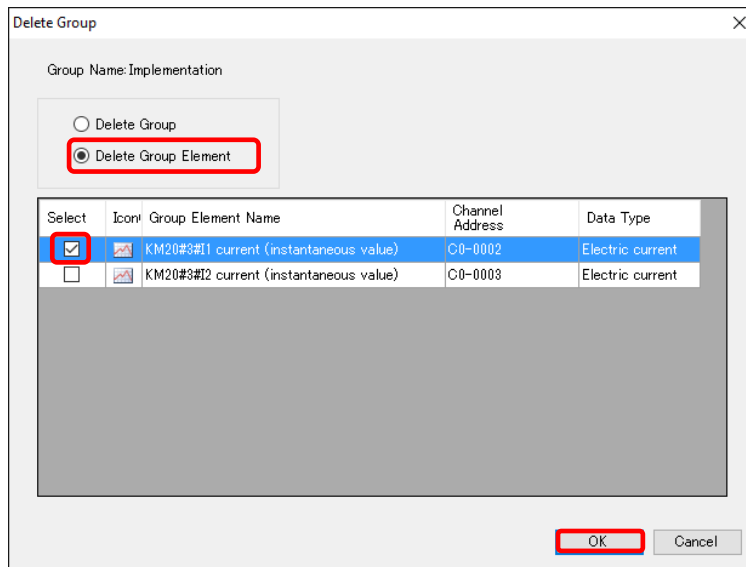 Delete Group
Group Name:Implementation
Delete Group
Delete Group Element
Select Icon Group Element Name Channel Address Data Type
KM20#3#I1 current (instantaneous value) C0-0002 Electric current
KM20#3#I2 current (instantaneous value) C0-0003 Electric current
OK Cancel